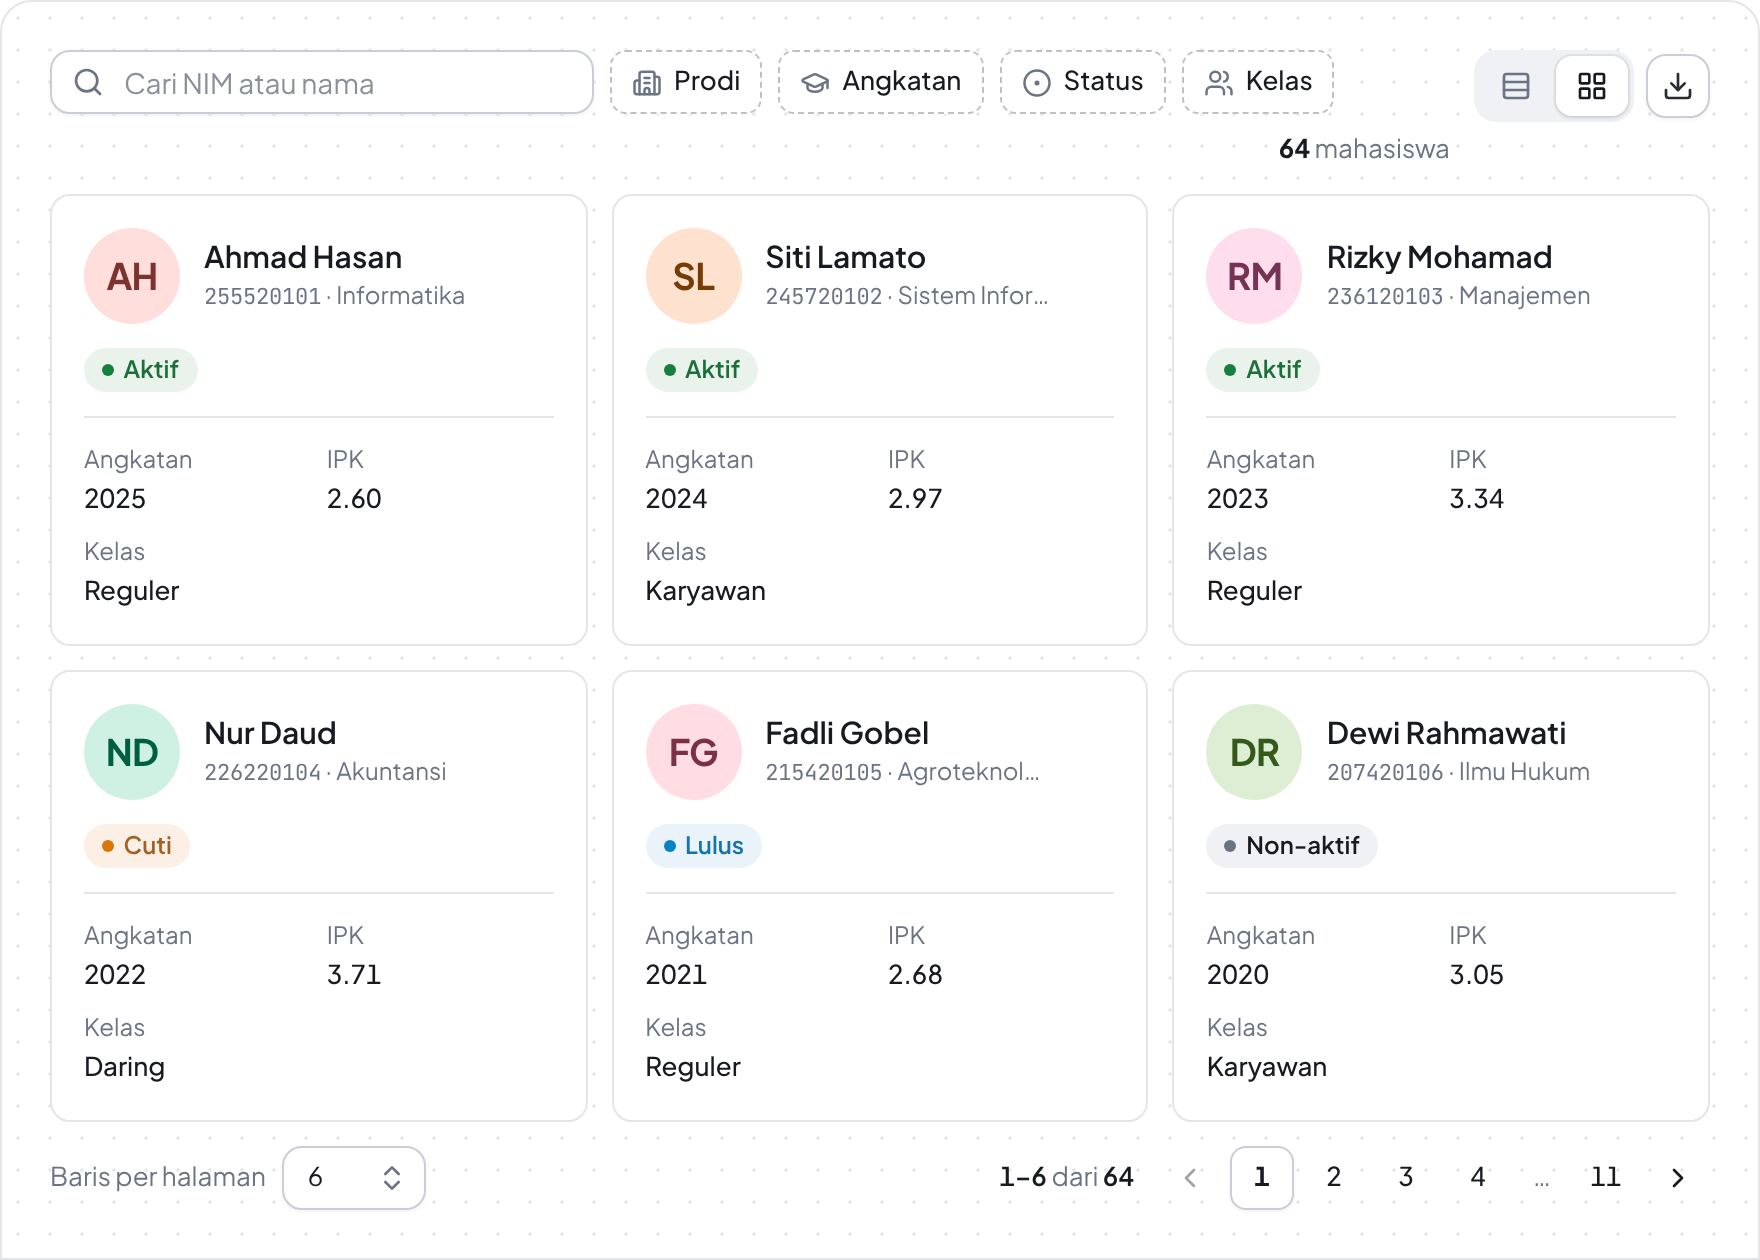 Cari NIM atau nama
Prodi
Angkatan
Status
Kelas
64 mahasiswa
AH
Ahmad Hasan
255520101 · Informatika
Aktif
Angkatan
IPK
2025
2.60
Kelas
Reguler
SL
Siti Lamato
245720102 · Sistem Infor...
Aktif
Angkatan
IPK
2024
2.97
Kelas
Karyawan
RM
Rizky Mohamad
236120103 · Manajemen
Aktif
Angkatan
IPK
2023
3.34
Kelas
Reguler
ND
Nur Daud
226220104 · Akuntansi
Cuti
Angkatan
IPK
2022
3.71
Kelas
Daring
FG
Fadli Gobel
215420105 · Agroteknol...
Lulus
Angkatan
IPK
2021
2.68
Kelas
Reguler
DR
Dewi Rahmawati
207420106 · Ilmu Hukum
Non-aktif
Angkatan
IPK
2020
3.05
Kelas
Karyawan
Baris per halaman
6
1–6 dari 64
1 2 3 4 ... 11